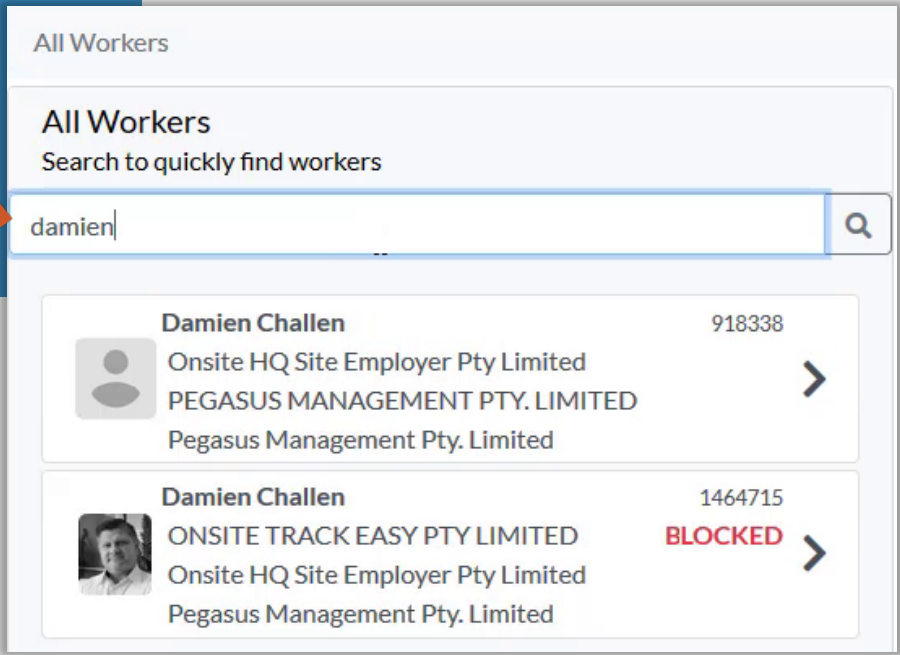 All Workers
All Workers
Search to quickly find workers
damien
Damien Challen 918338
Onsite HQ Site Employer Pty Limited
PEGASUS MANAGEMENT PTY. LIMITED
Pegasus Management Pty. Limited
Damien Challen 1464715
ONSITE TRACK EASY PTY LIMITED BLOCKED
Onsite HQ Site Employer Pty Limited
Pegasus Management Pty. Limited